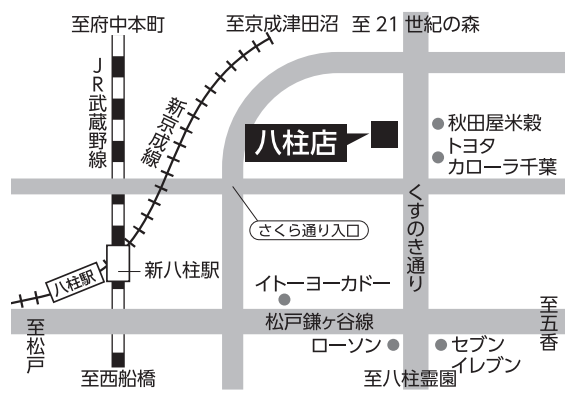 至府中本町
至京成津田沼
至 21 世紀の森
JR武蔵野線
新京成線
八柱店
秋田屋米穀
トヨタ
カローラ千葉
くすのき通り
さくら通り入口
新八柱駅
八柱駅
イトーヨーカドー
至五香
至松戸
松戸鎌ヶ谷線
ローソン
セブン
イレブン
至西船橋
至八柱霊園